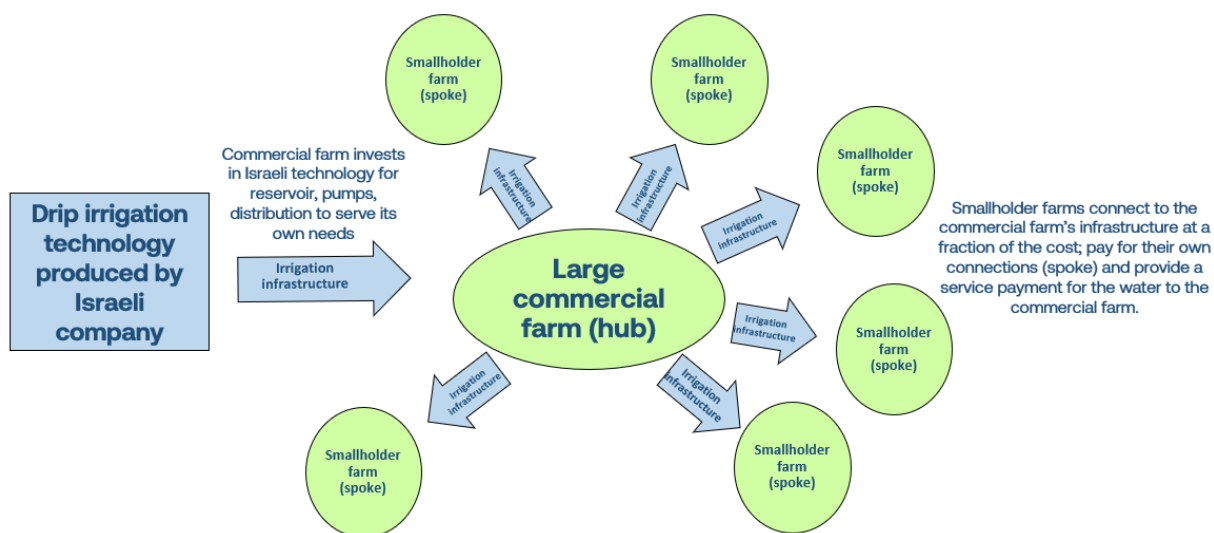 Smallholder
farm
(spoke)
Smallholder
farm
(spoke)
Smallholder
farm
(spoke)
Commercial farm invests
in Israeli technology for
reservoir, pumps,
distribution to serve its
own needs
Drip irrigation
technology
produced by
Israeli
company
Irrigation
infrastructure
Irrigation
infrastructure
Irrigation
infrastructure
Irrigation
infrastructure
Large
commercial
farm (hub)
Smallholder farms connect to the
commercial farm's infrastructure at a
fraction of the cost; pay for their own
connections (spoke) and provide a
service payment for the water to the
commercial farm.
Irrigation
infrastructure
Smallholder
farm
(spoke)
Irrigation
infrastructure
Irrigation
infrastructure
Smallholder
farm
(spoke)
Smallholder
farm
(spoke)